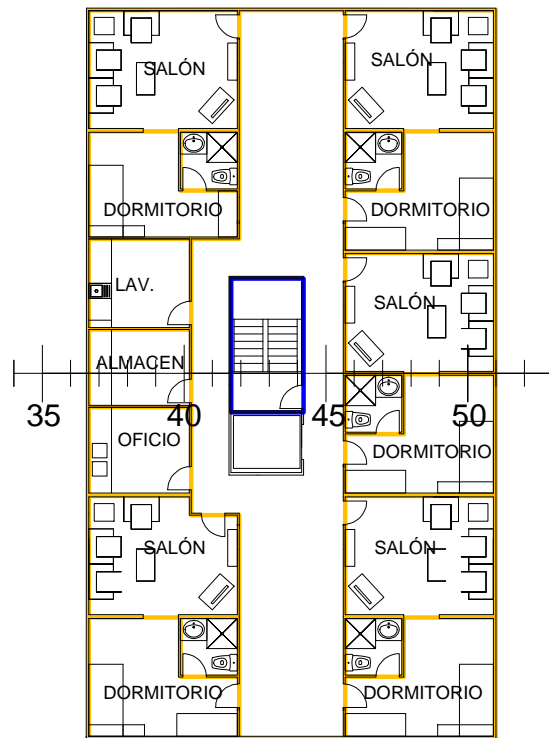 SALÓN
SALÓN
DORMITORIO
DORMITORIO
LAV.
SALÓN
ALMACEN
35
40
45
50
OFICIO
DORMITORIO
SALÓN
SALÓN
DORMITORIO
DORMITORIO